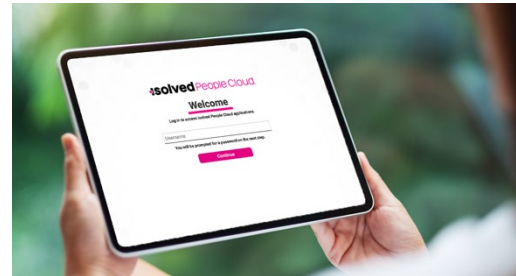 isolved People Cloud
Welcome
Log in to access isolved People Cloud applications.
Username
You will be prompted for a password on the next step.
Continue